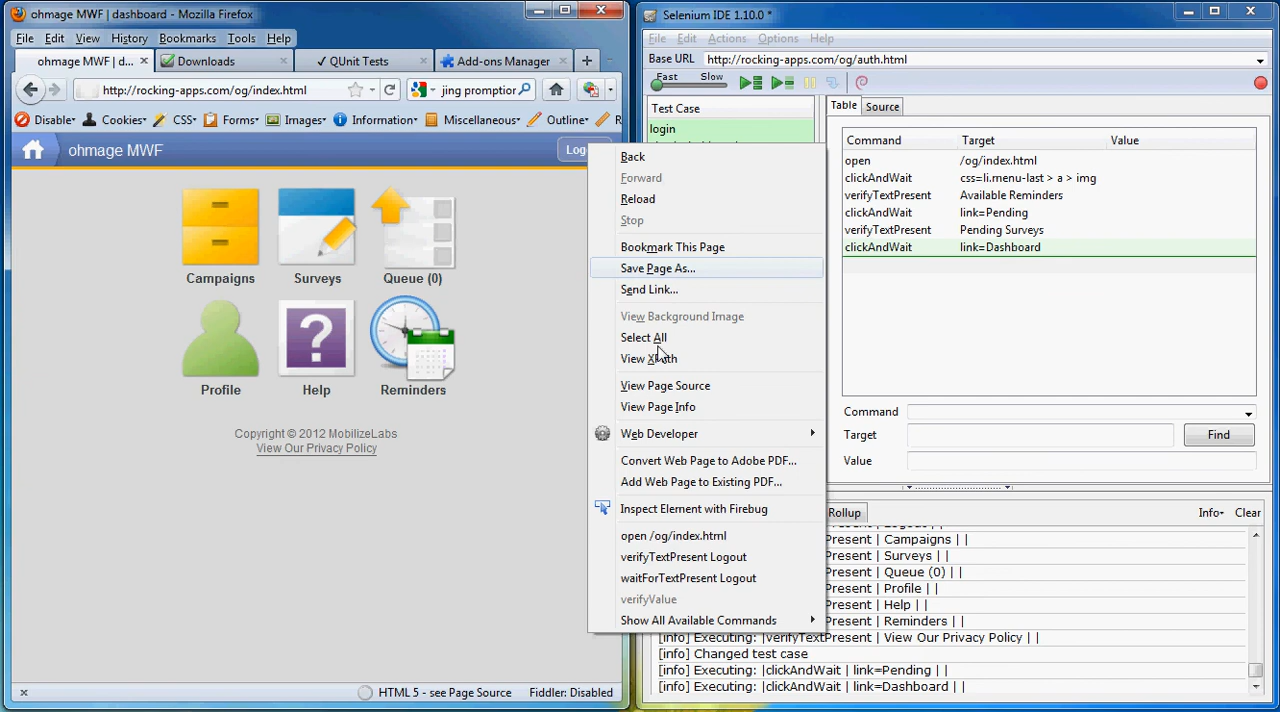 ohmage MWF | dashboard - Mozilla Firefox
File Edit View History Bookmarks Tools Help
ohmage MWF | d...
Downloads
✓ QUnit Tests
Add-ons Manager
http://rocking-apps.com/og/index.html
jing promptior
Disable▾ Cookies▾ CSS▾ Forms▾ Images▾ Information▾ Miscellaneous▾ Outline▾
ohmage MWF
Campaigns
Surveys
Queue (0)
Profile
Help
Reminders
Copyright © 2012 MobilizeLabs
View Our Privacy Policy
HTML 5 - see Page Source Fiddler: Disabled
Back
Forward
Reload
Stop
Bookmark This Page
Save Page As...
Send Link...
View Background Image
Select All
View XPath
View Page Source
View Page Info
Web Developer
Convert Web Page to Adobe PDF...
Add Web Page to Existing PDF...
Inspect Element with Firebug
open /og/index.html
verifyTextPresent Logout
waitForTextPresent Logout
verifyValue
Show All Available Commands
Selenium IDE 1.10.0 *
File Edit Actions Options Help
Base URL http://rocking-apps.com/og/auth.html
Fast Slow
Test Case
login
Table Source
Command Target Value
open /og/index.html
clickAndWait css=li.menu-last > a > img
verifyTextPresent Available Reminders
clickAndWait link=Pending
verifyTextPresent Pending Surveys
clickAndWait link=Dashboard
Command
Target
Find
Value
Rollup Info▾ Clear
Present | Campaigns | |
Present | Surveys | |
Present | Queue (0) | |
Present | Profile | |
Present | Help | |
Present | Reminders | |
[info] Executing: |verifyTextPresent | View Our Privacy Policy | |
[info] Changed test case
[info] Executing: |clickAndWait | link=Pending | |
[info] Executing: |clickAndWait | link=Dashboard | |